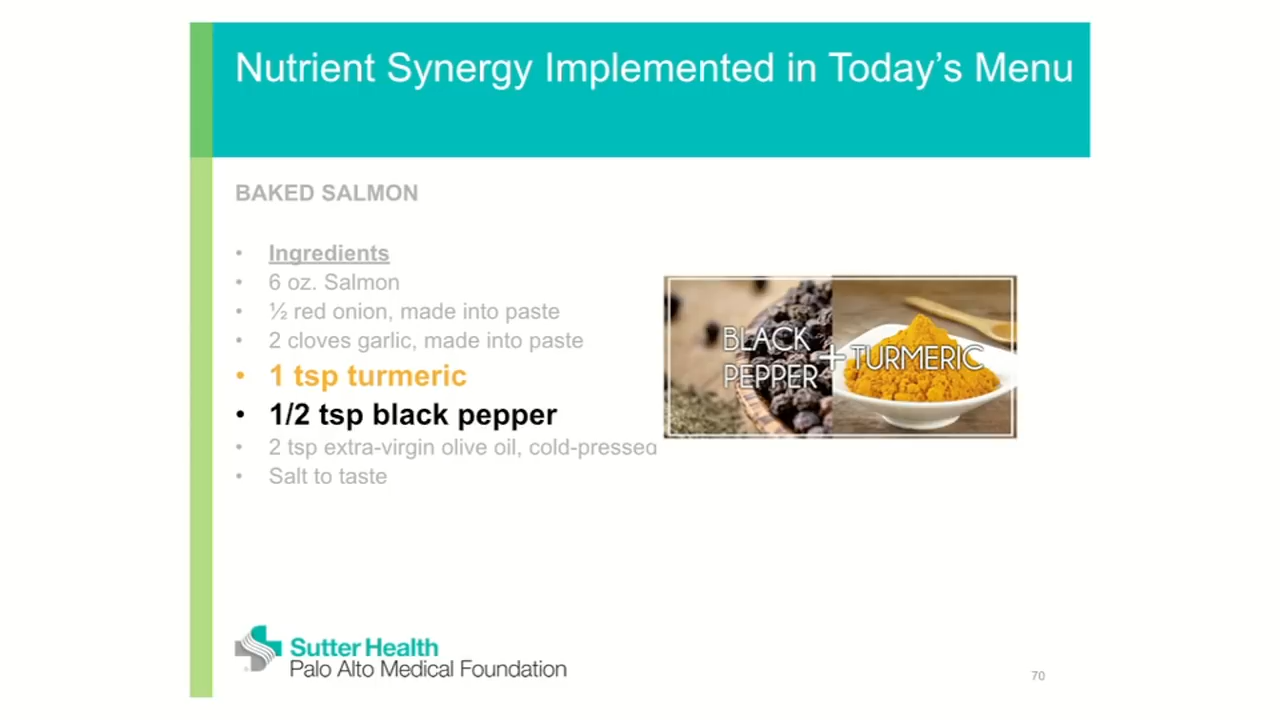 Nutrient Synergy Implemented in Today’s Menu
BAKED SALMON
• Ingredients
• 6 oz. Salmon
• ½ red onion, made into paste
• 2 cloves garlic, made into paste
• 1 tsp turmeric
• 1/2 tsp black pepper
• 2 tsp extra-virgin olive oil, cold-pressed
• Salt to taste
BLACK
PEPPER
+ TURMERIC
Sutter Health
Palo Alto Medical Foundation
70